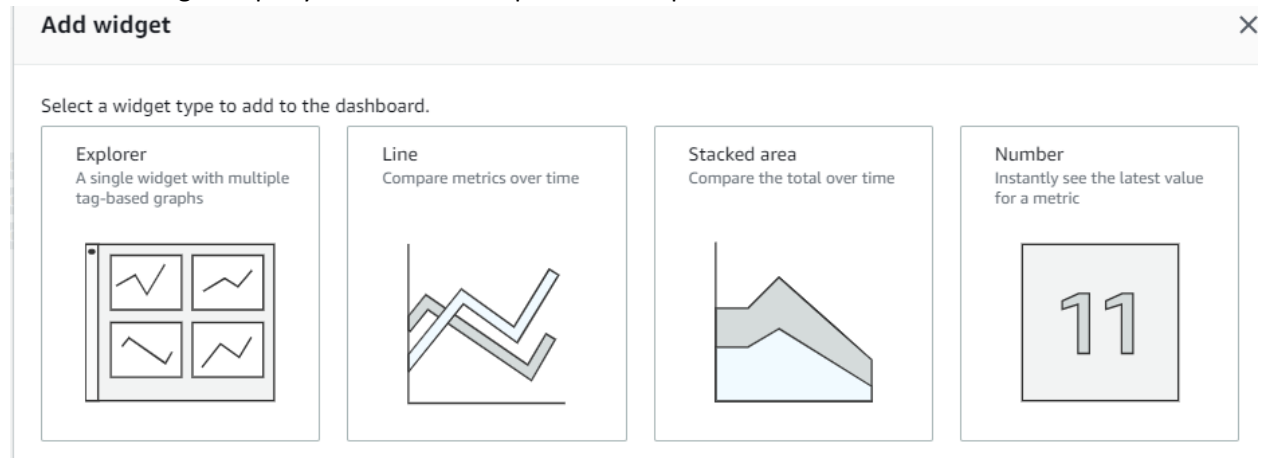 Add widget
Select a widget type to add to the dashboard.
Explorer
A single widget with multiple
tag-based graphs
Line
Compare metrics over time
Stacked area
Compare the total over time
Number
Instantly see the latest value
for a metric
11